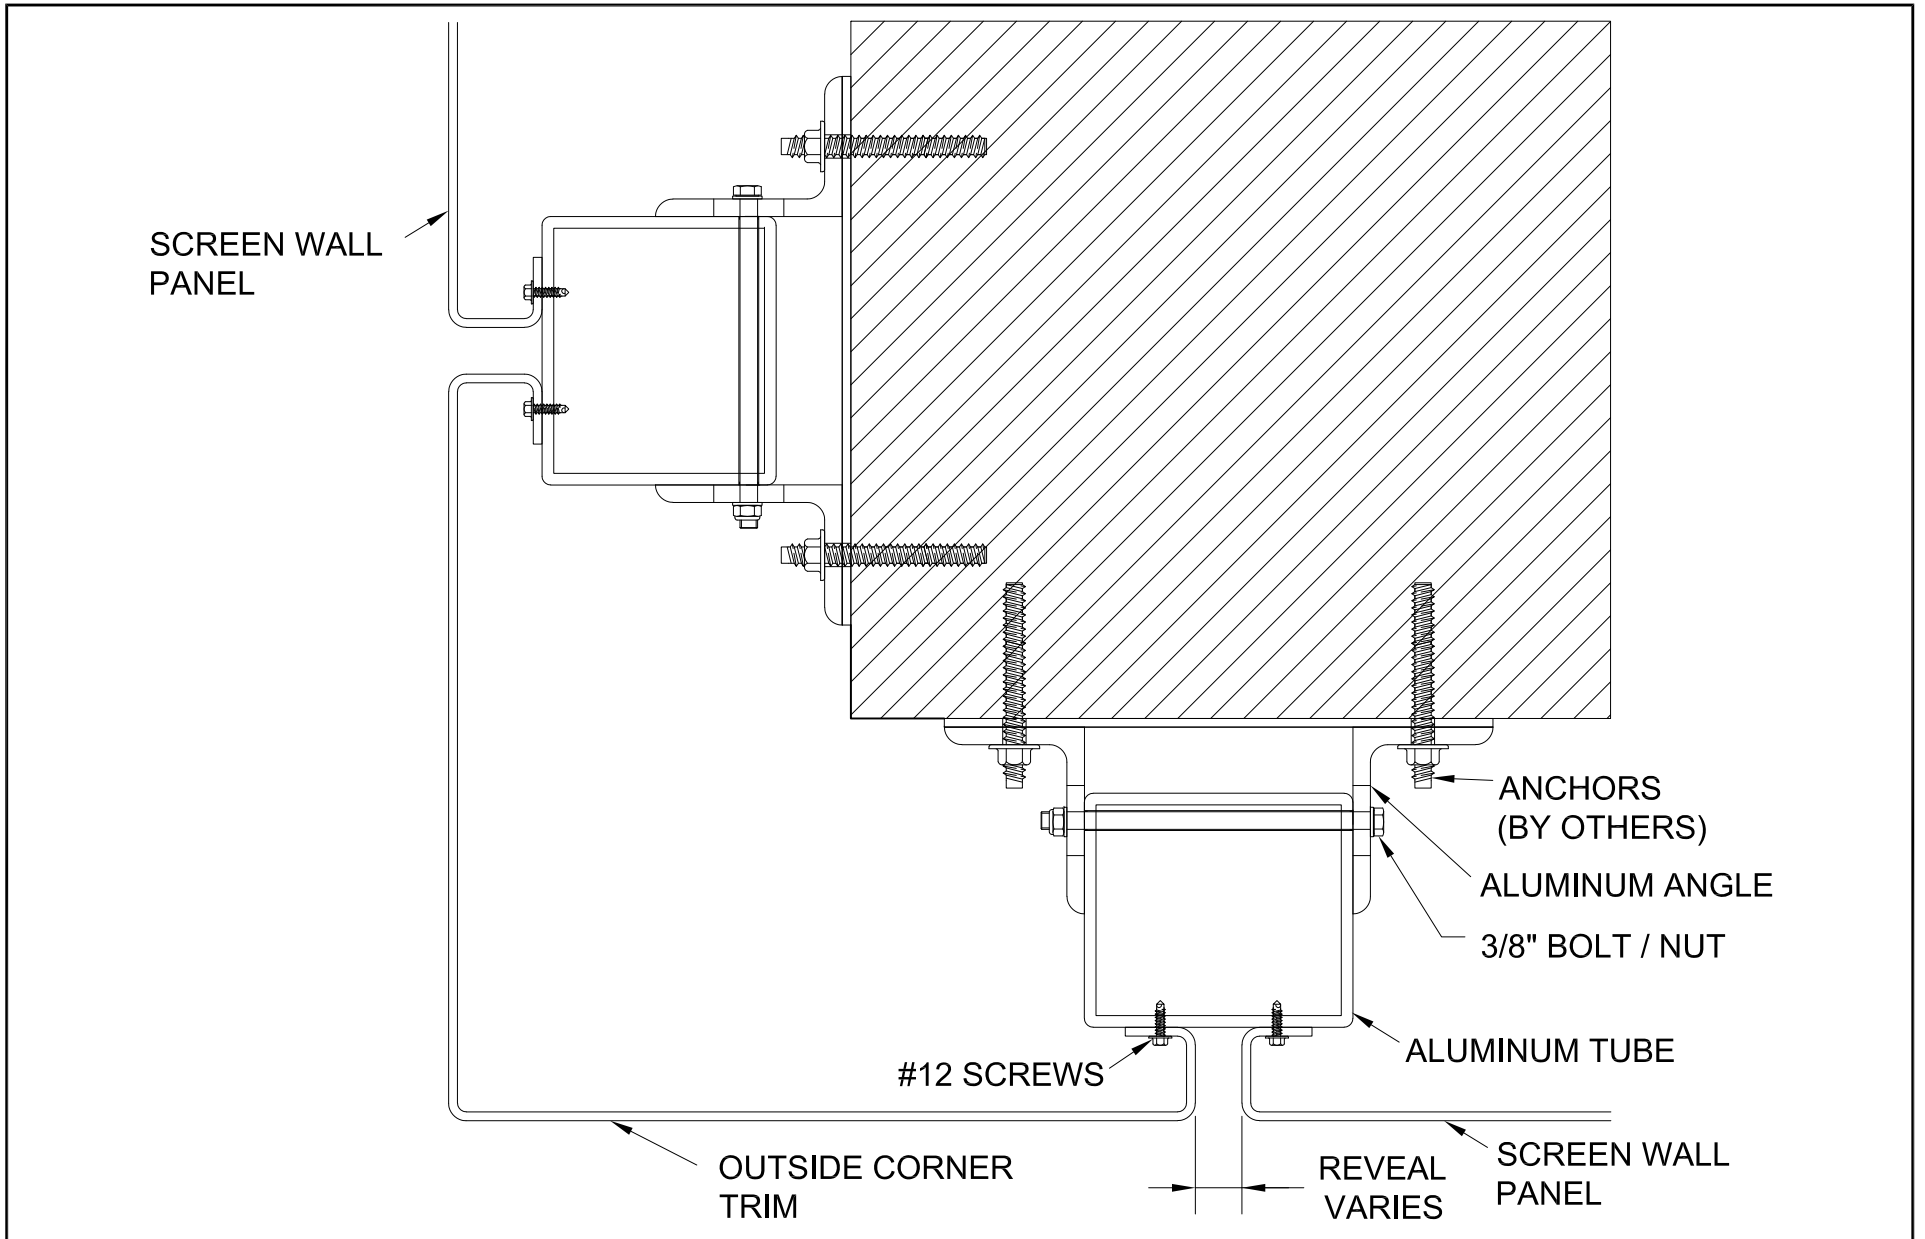 SCREEN WALL
PANEL
ANCHORS
(BY OTHERS)
ALUMINUM ANGLE
3/8" BOLT / NUT
ALUMINUM TUBE
#12 SCREWS
OUTSIDE CORNER
TRIM
REVEAL
VARIES
SCREEN WALL
PANEL